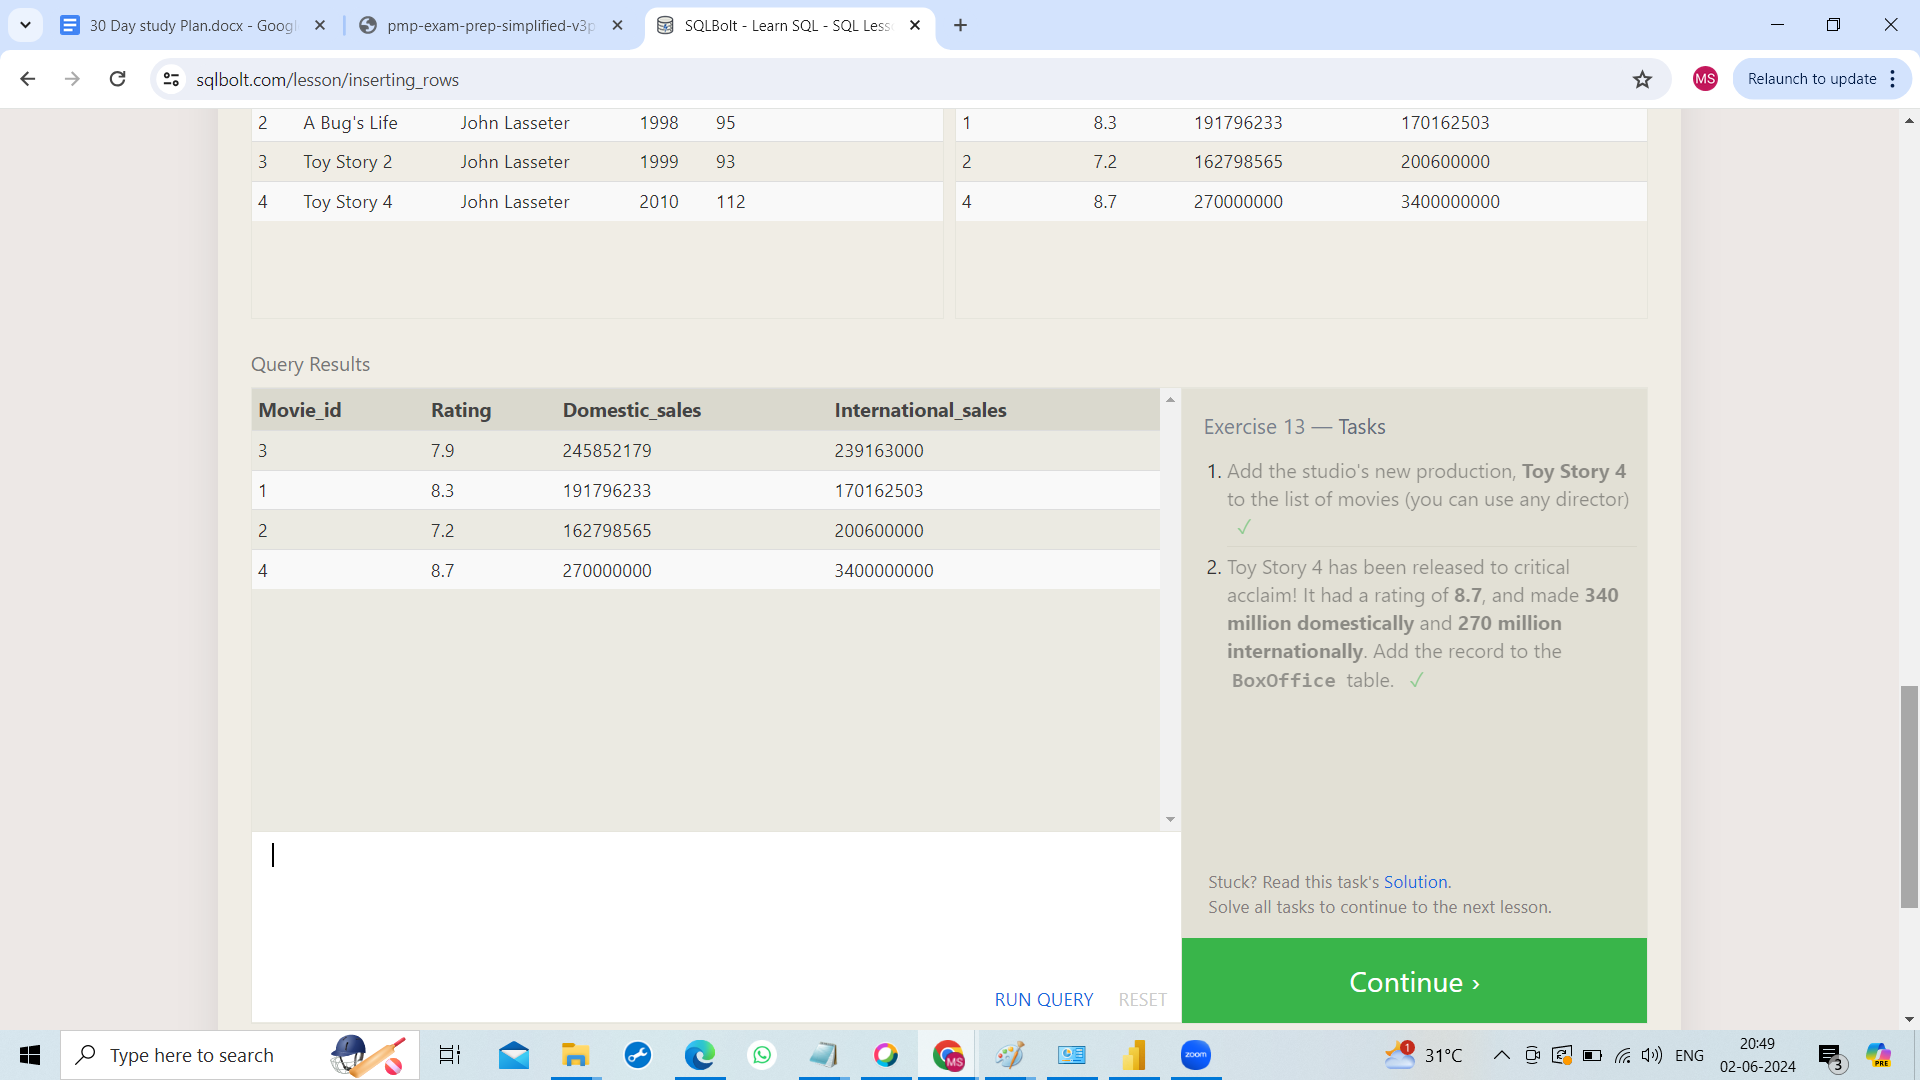 30 Day study Plan.docx - Googl
pmp-exam-prep-simplified-v3p
SQLBolt - Learn SQL - SQL Less
sqlbolt.com/lesson/inserting_rows
MS
Relaunch to update
2 A Bug's Life John Lasseter 1998 95
3 Toy Story 2 John Lasseter 1999 93
4 Toy Story 4 John Lasseter 2010 112
1 8.3 191796233 170162503
2 7.2 162798565 200600000
4 8.7 270000000 3400000000
Query Results
Movie_id Rating Domestic_sales International_sales
3 7.9 245852179 239163000
1 8.3 191796233 170162503
2 7.2 162798565 200600000
4 8.7 270000000 3400000000
Exercise 13 — Tasks
1. Add the studio's new production, Toy Story 4
to the list of movies (you can use any director)
✓
2. Toy Story 4 has been released to critical
acclaim! It had a rating of 8.7, and made 340
million domestically and 270 million
internationally. Add the record to the
BoxOffice table. ✓
Stuck? Read this task's Solution.
Solve all tasks to continue to the next lesson.
RUN QUERY RESET
Continue ›
Type here to search
MS
zoom
1
31°C
ENG
20:49
02-06-2024
3
PRE